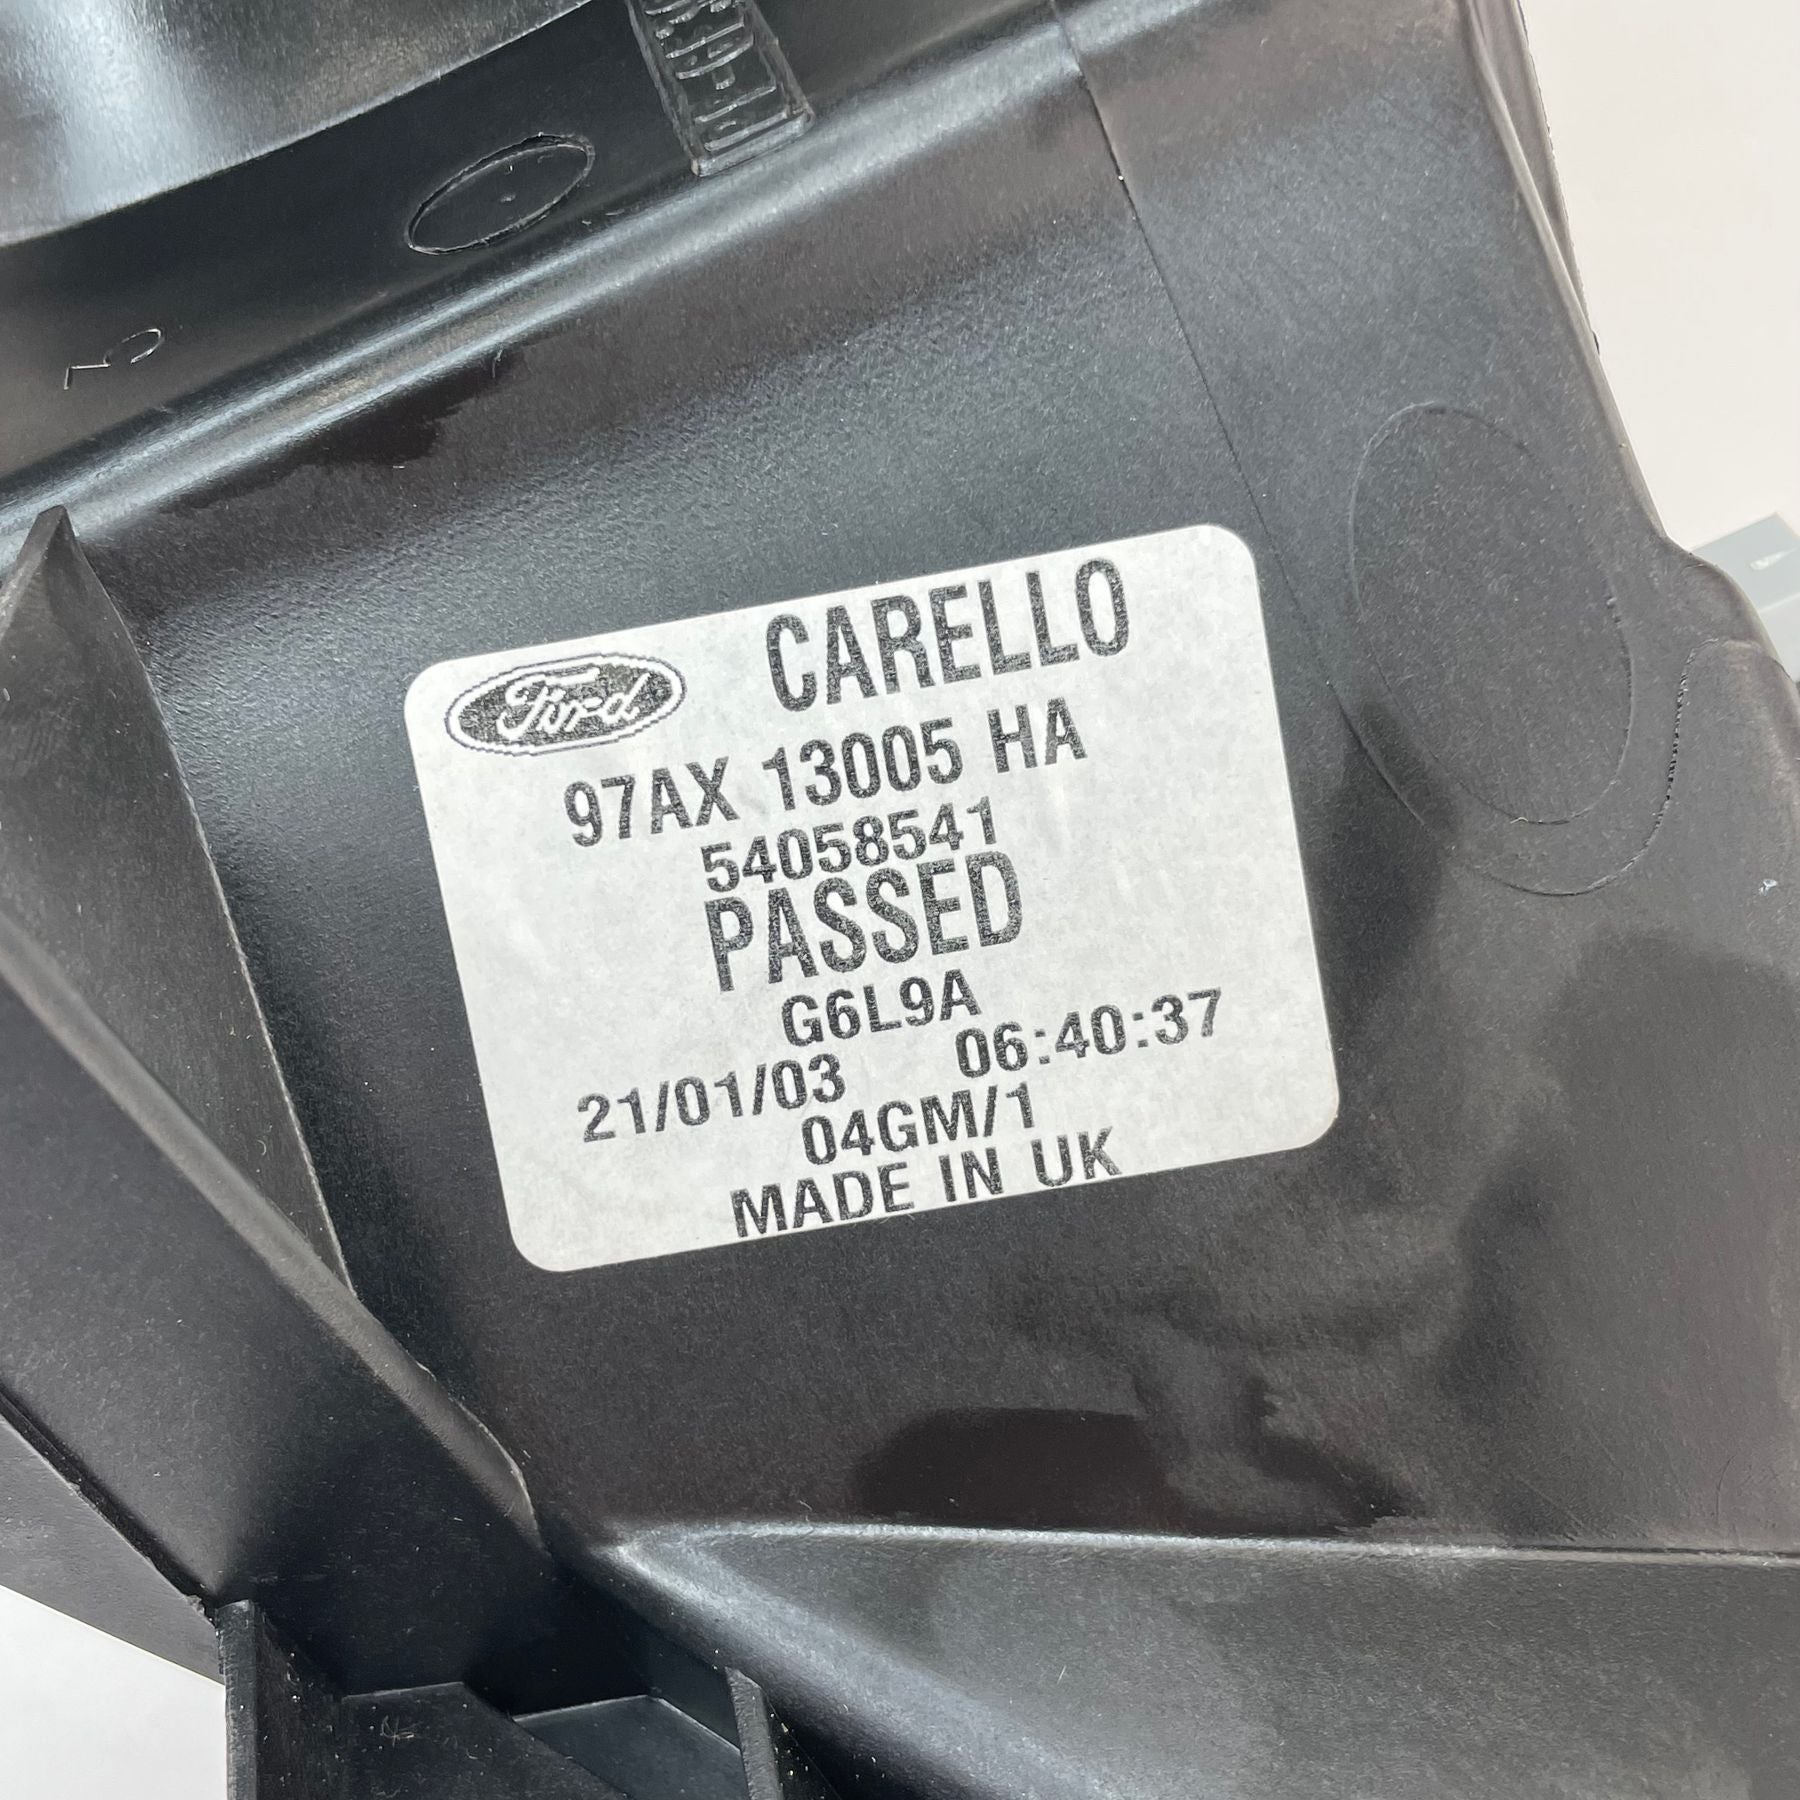 Ford CARELLO
97AX 13005 HA
54058541
PASSED
G6L9A
21/01/03 06:40:37
04GM/1
MADE IN UK